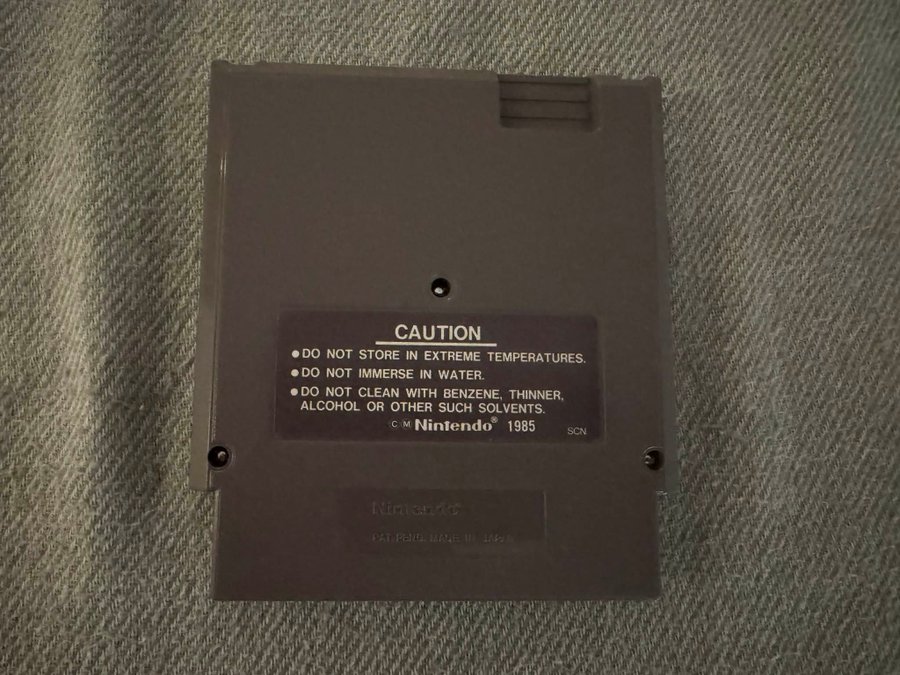 CAUTION
●DO NOT STORE IN EXTREME TEMPERATURES.
●DO NOT IMMERSE IN WATER.
●DO NOT CLEAN WITH BENZENE, THINNER,
ALCOHOL OR OTHER SUCH SOLVENTS.
Ⓒ Ⓜ Nintendo® 1985 SCN
Nintendo
PAT. PEND. MADE IN JAPAN